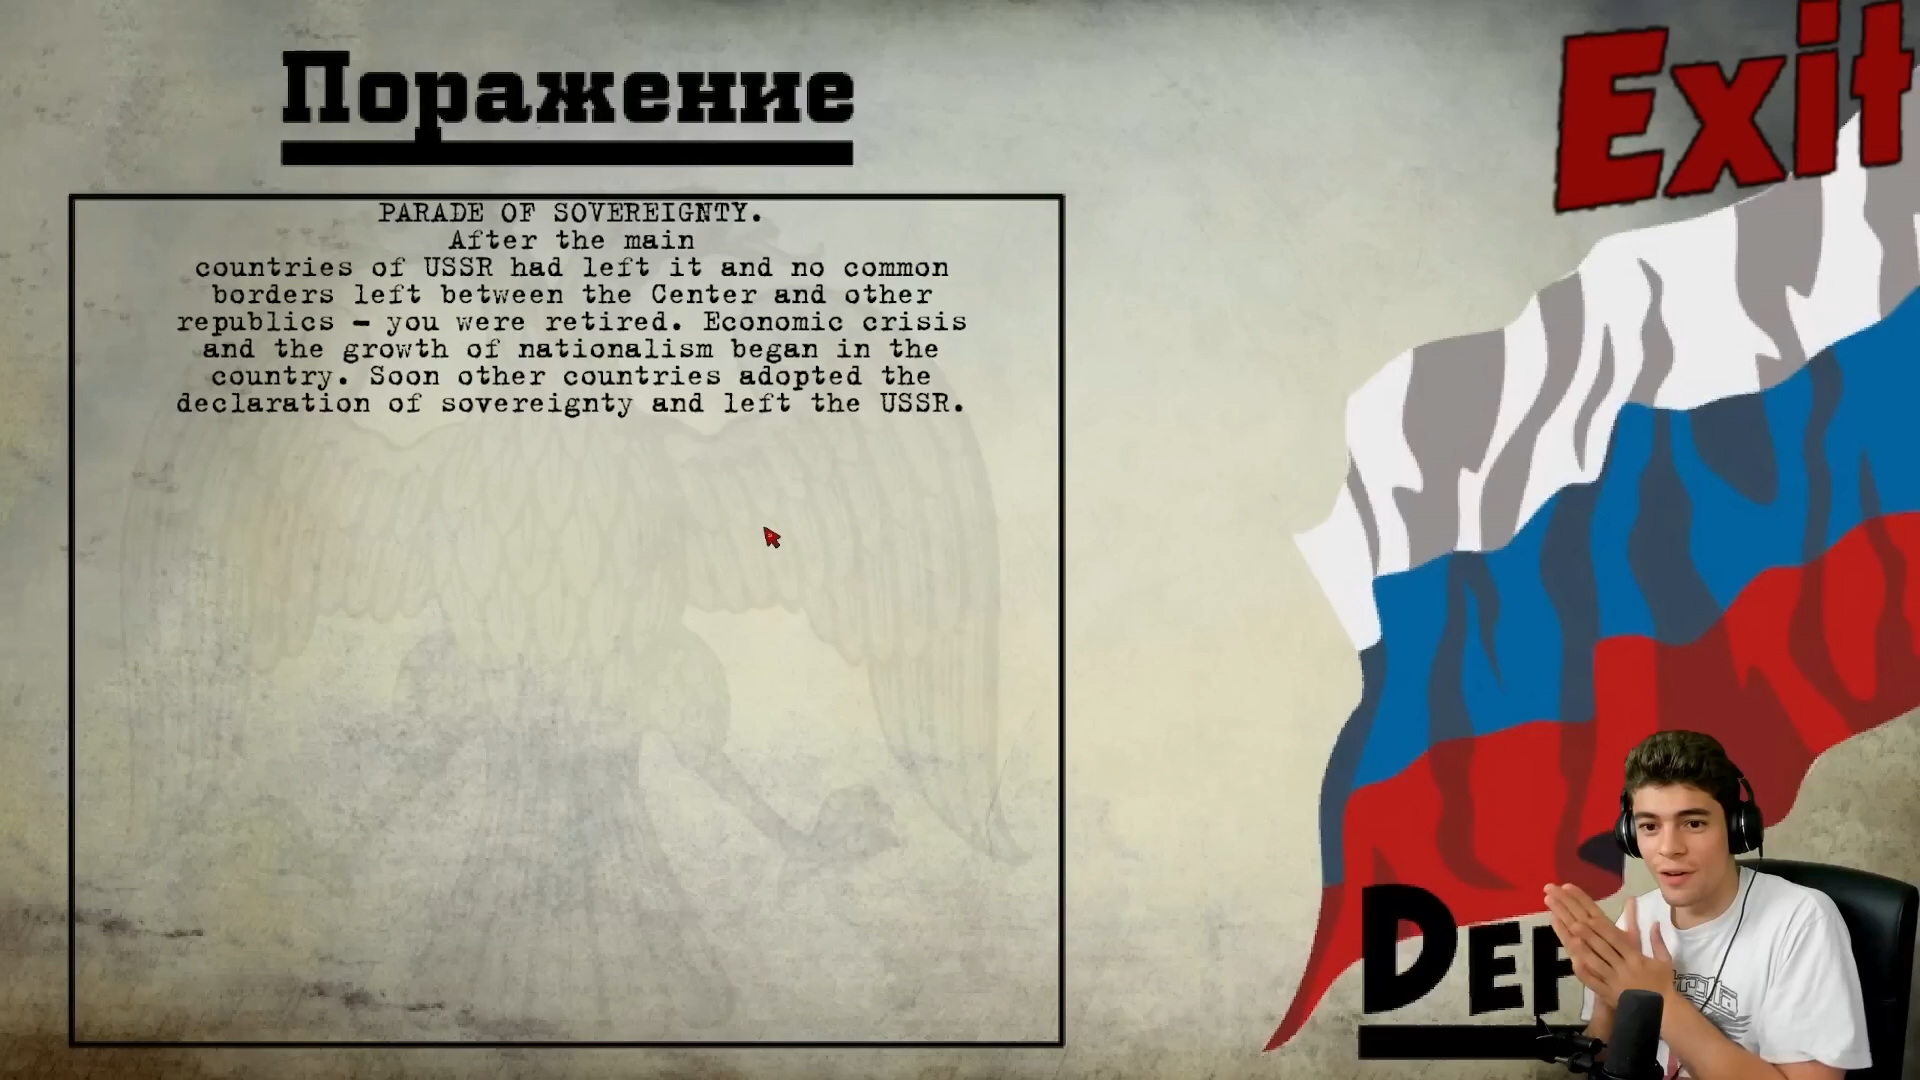 Поражение
Exit
PARADE OF SOVEREIGNTY.
After the main
countries of USSR had left it and no common
borders left between the Center and other
republics — you were retired. Economic crisis
and the growth of nationalism began in the
country. Soon other countries adopted the
declaration of sovereignty and left the USSR.